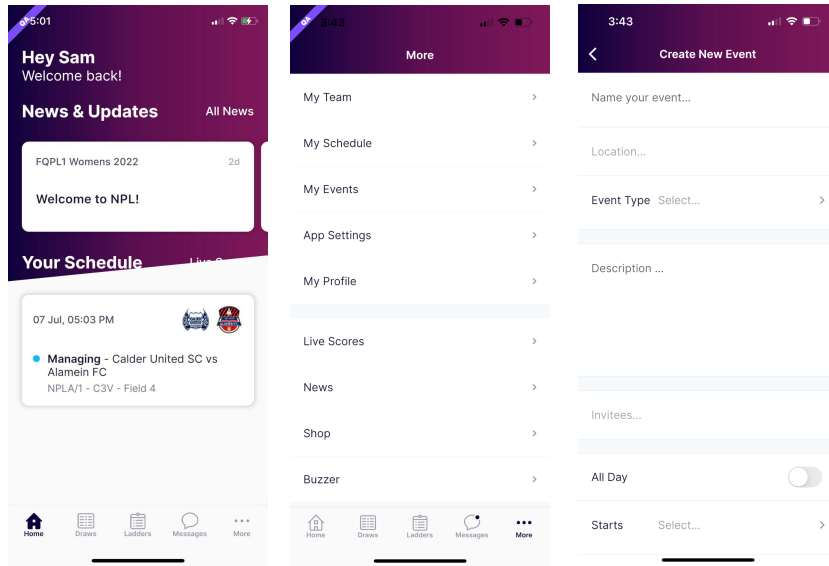 QA
5:01
Hey Sam
Welcome back!
News & Updates
All News
FQPL1 Womens 2022
2d
Welcome to NPL!
Your Schedule
07 Jul, 05:03 PM
Managing - Calder United SC vs
Alamein FC
NPLA/1 - C3V - Field 4
Home
Draws
Ladders
Messages
More
QA
3:43
More
My Team
My Schedule
My Events
App Settings
My Profile
Live Scores
News
Shop
Buzzer
Home
Draws
Ladders
Messages
More
3:43
Create New Event
Name your event...
Location...
Event Type Select...
Description ...
Invitees...
All Day
Starts Select...